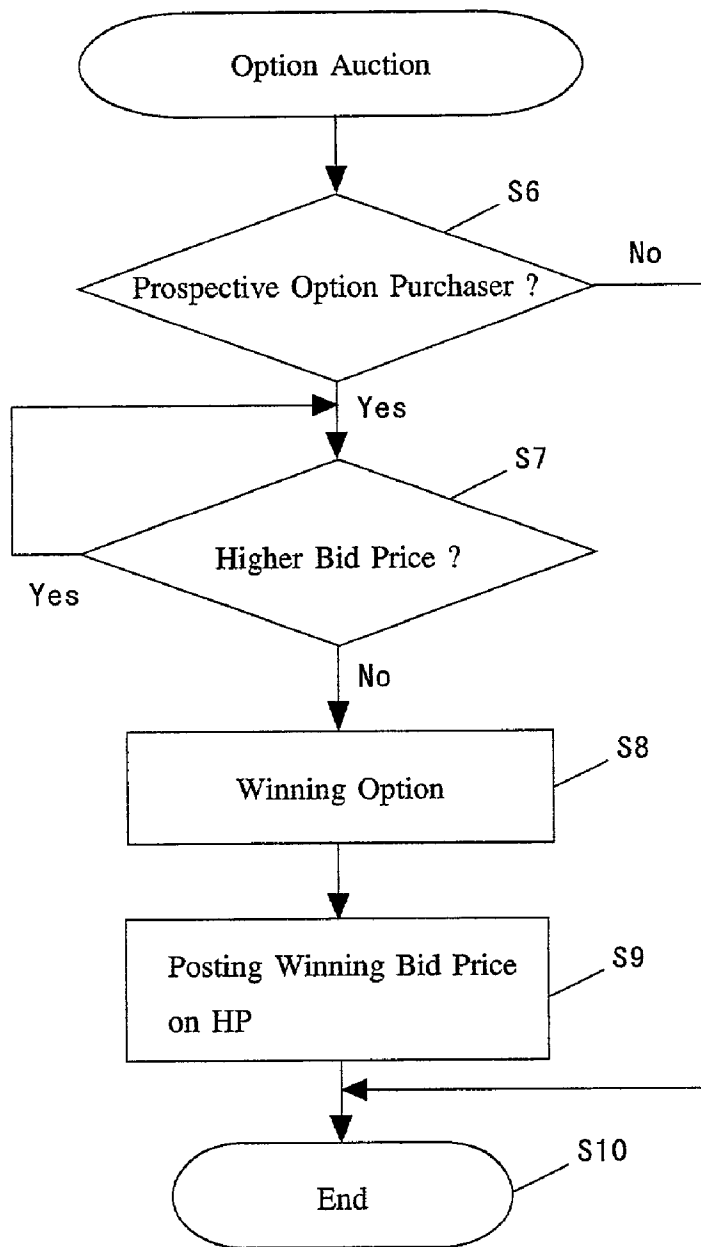 Option Auction
S6
Prospective Option Purchaser ?
No
Yes
S7
Higher Bid Price ?
Yes
No
S8
Winning Option
Posting Winning Bid Price
on HP
S9
S10
End